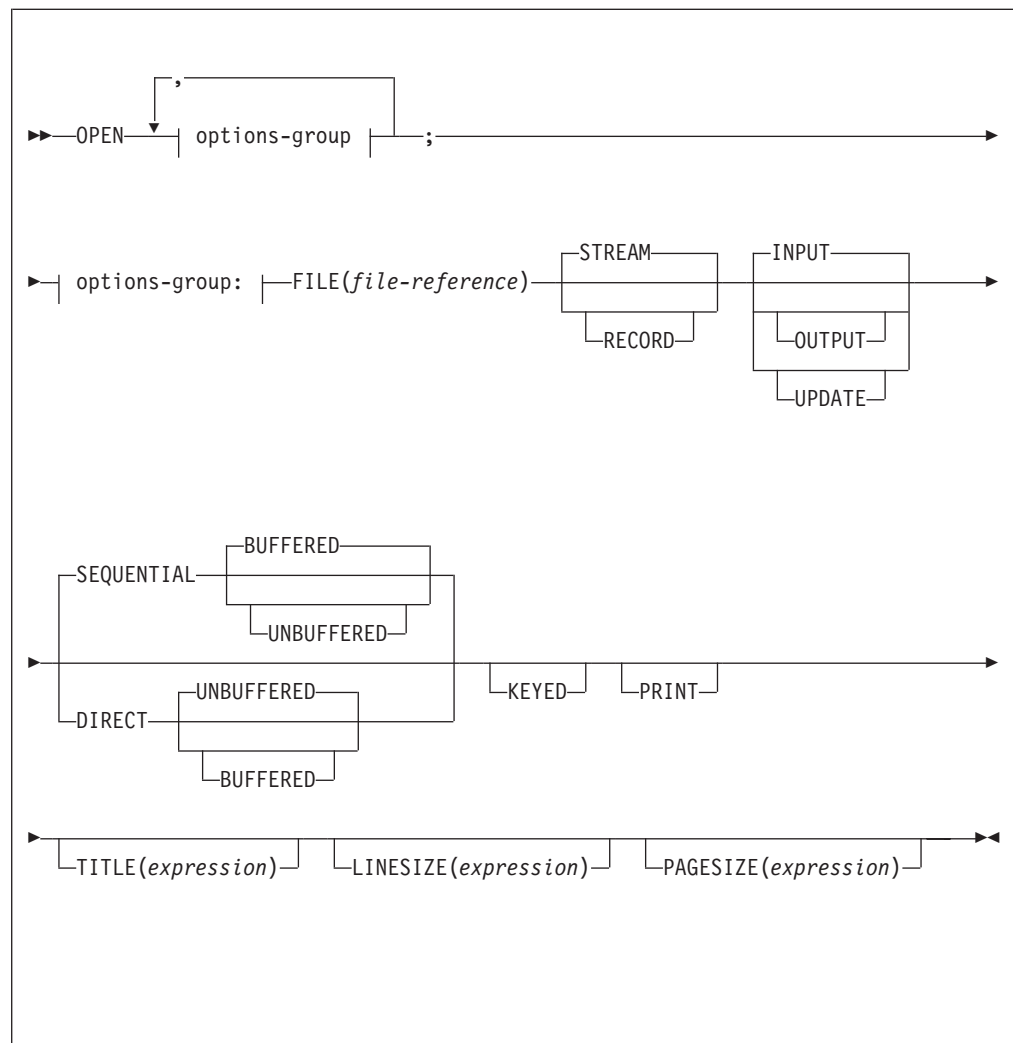 ,
OPEN options-group ;
STREAM INPUT
options-group: FILE(file-reference)
RECORD OUTPUT
UPDATE
BUFFERED
SEQUENTIAL
UNBUFFERED
UNBUFFERED KEYED PRINT
DIRECT
BUFFERED
TITLE(expression) LINESIZE(expression) PAGESIZE(expression)